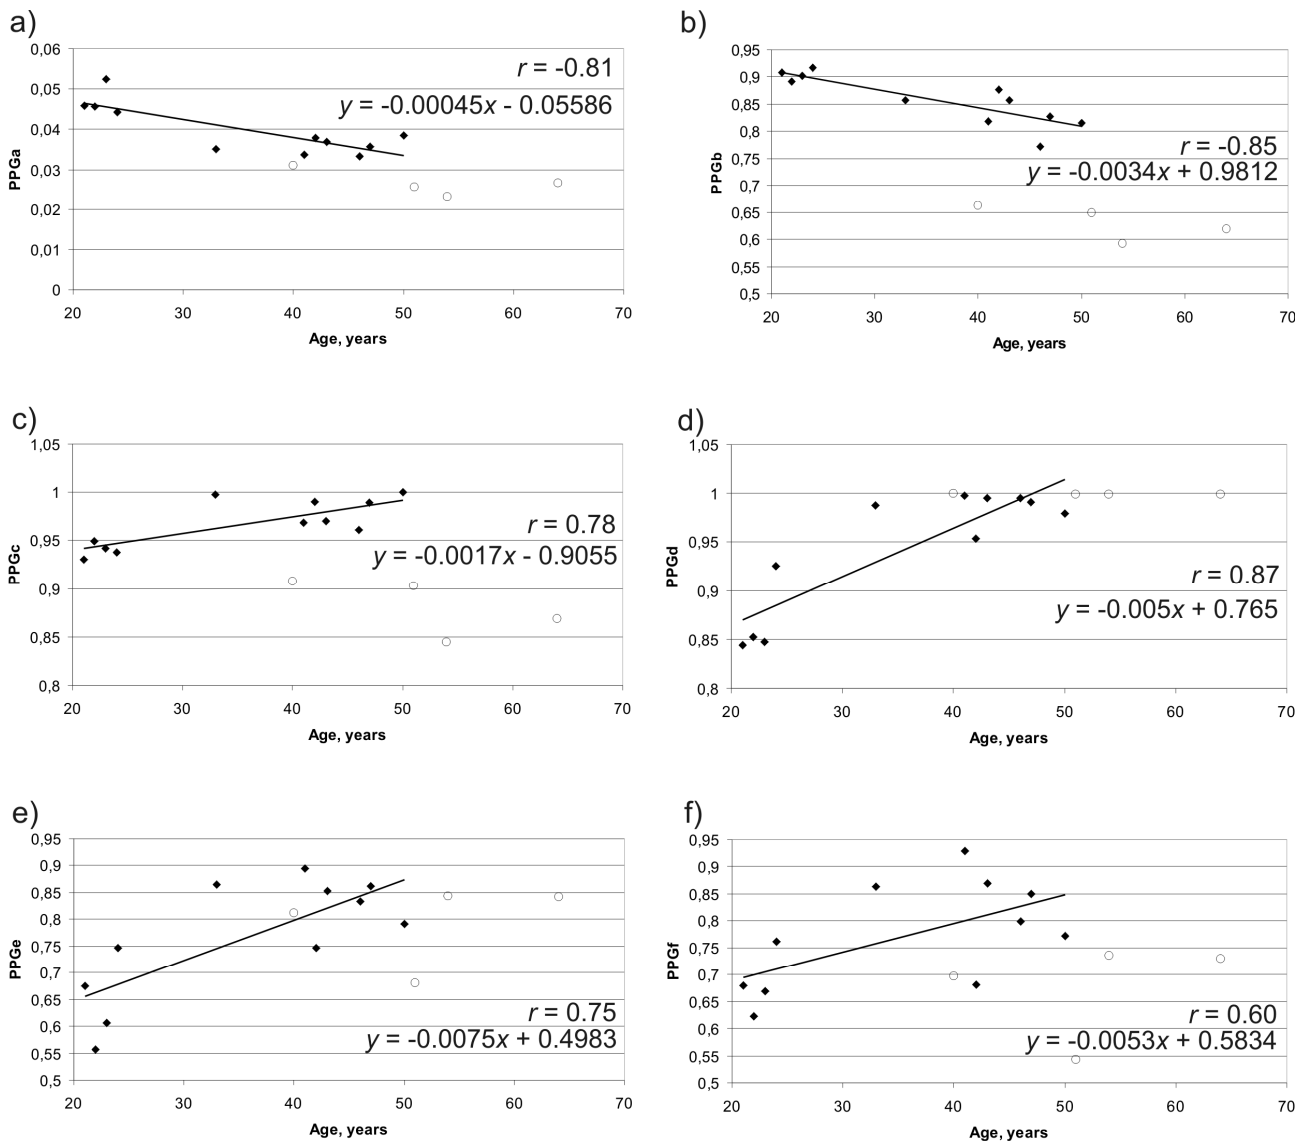 a)
0,06
0,05
0,04
0,03
0,02
0,01
0
PPGa
r = -0.81
y = -0.00045x - 0.05586
20 30 40 50 60 70
Age, years
b)
0,95
0,9
0,85
0,8
0,75
0,7
0,65
0,6
0,55
0,5
PPGb
r = -0.85
y = -0.0034x + 0.9812
20 30 40 50 60 70
Age, years
c)
1,05
1
0,95
0,9
0,85
0,8
PPGc
r = 0.78
y = -0.0017x - 0.9055
20 30 40 50 60 70
Age, years
d)
1,05
1
0,95
0,9
0,85
0,8
PPGd
r = 0.87
y = -0.005x + 0.765
20 30 40 50 60 70
Age, years
e)
0,95
0,9
0,85
0,8
0,75
0,7
0,65
0,6
0,55
0,5
PPGe
r = 0.75
y = -0.0075x + 0.4983
20 30 40 50 60 70
Age, years
f)
0,95
0,9
0,85
0,8
0,75
0,7
0,65
0,6
0,55
0,5
PPGf
r = 0.60
y = -0.0053x + 0.5834
20 30 40 50 60 70
Age, years